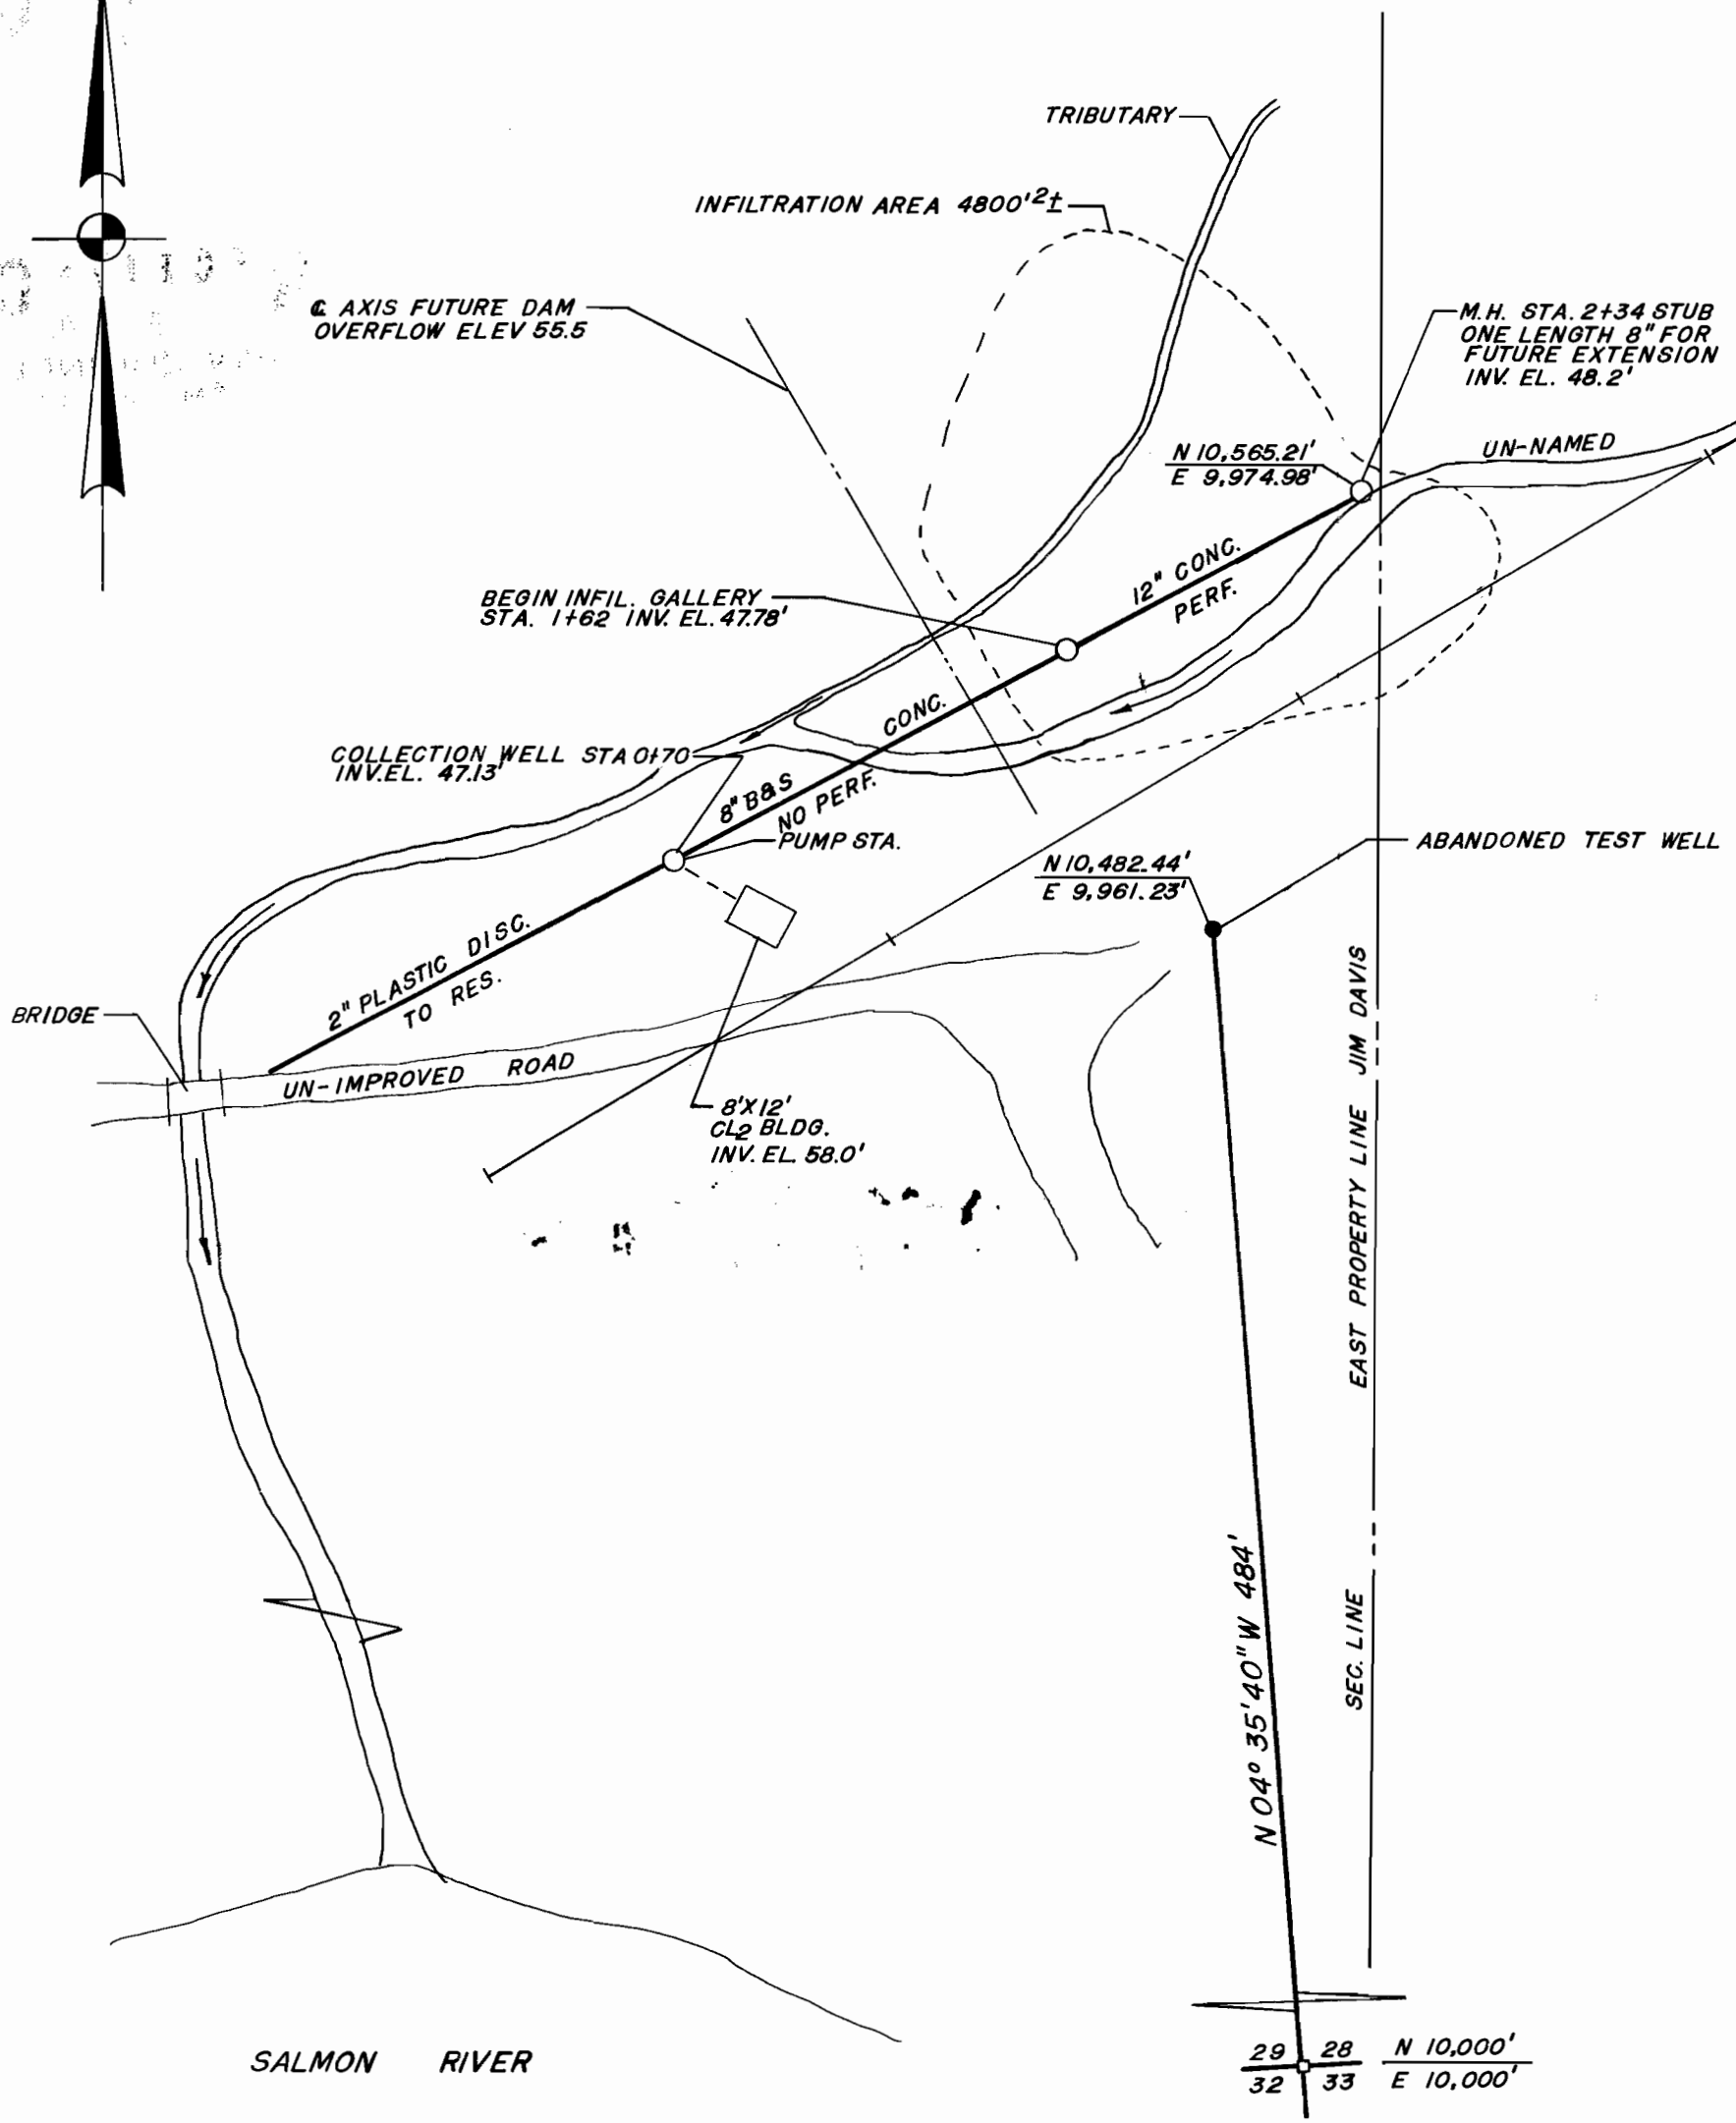 TRIBUTARY
INFILTRATION AREA 4800'²±
℄ AXIS FUTURE DAM
OVERFLOW ELEV 55.5
M.H. STA. 2+34 STUB
ONE LENGTH 8" FOR
FUTURE EXTENSION
INV. EL. 48.2'
N 10,565.21'
E 9,974.98'
UN-NAMED
12" CONC.
PERF.
BEGIN INFIL. GALLERY
STA. 1+62 INV. EL. 47.78'
COLLECTION WELL STA 0+70
INV. EL. 47.13'
8" B&S CONC.
NO PERF.
PUMP STA.
ABANDONED TEST WELL
N 10,482.44'
E 9,961.23'
2" PLASTIC DISC.
TO RES.
BRIDGE
UN-IMPROVED ROAD
8'X12'
CL2 BLDG.
INV. EL. 58.0'
EAST PROPERTY LINE JIM DAVIS
SEC. LINE
N 04° 35' 40" W 484'
SALMON RIVER
29 28
32 33
N 10,000'
E 10,000'